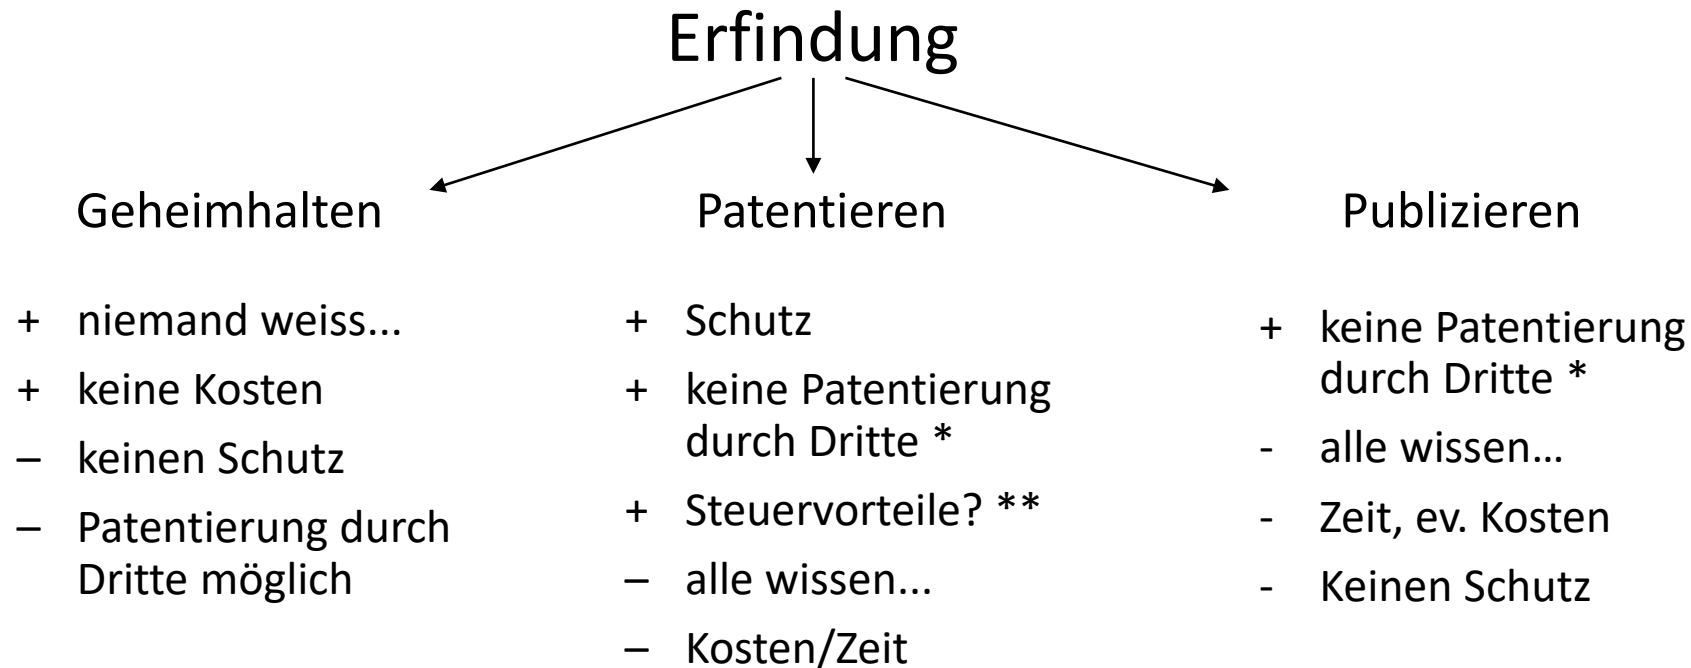 Erfindung
Geheimhalten
+ niemand weiss...
+ keine Kosten
– keinen Schutz
– Patentierung durch
Dritte möglich
Patentieren
+ Schutz
+ keine Patentierung
durch Dritte *
+ Steuervorteile? **
– alle wissen...
– Kosten/Zeit
Publizieren
+ keine Patentierung
durch Dritte *
- alle wissen…
- Zeit, ev. Kosten
- Keinen Schutz